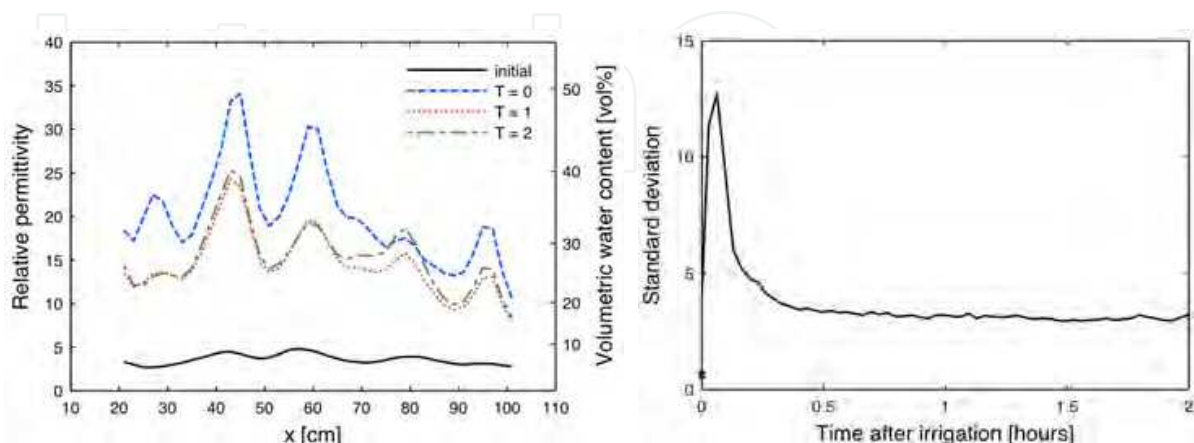 40
35
30
25
20
15
10
5
0
Relative permittivity
10 20 30 40 50 60 70 80 90 100 110
x [cm]
50
40
30
20
10
Volumetric water content [vol%]
initial
T = 0
T = 1
T = 2
15
10
5
0
Standard deviation
0 0.5 1 1.5 2
Time after irrigation [hours]